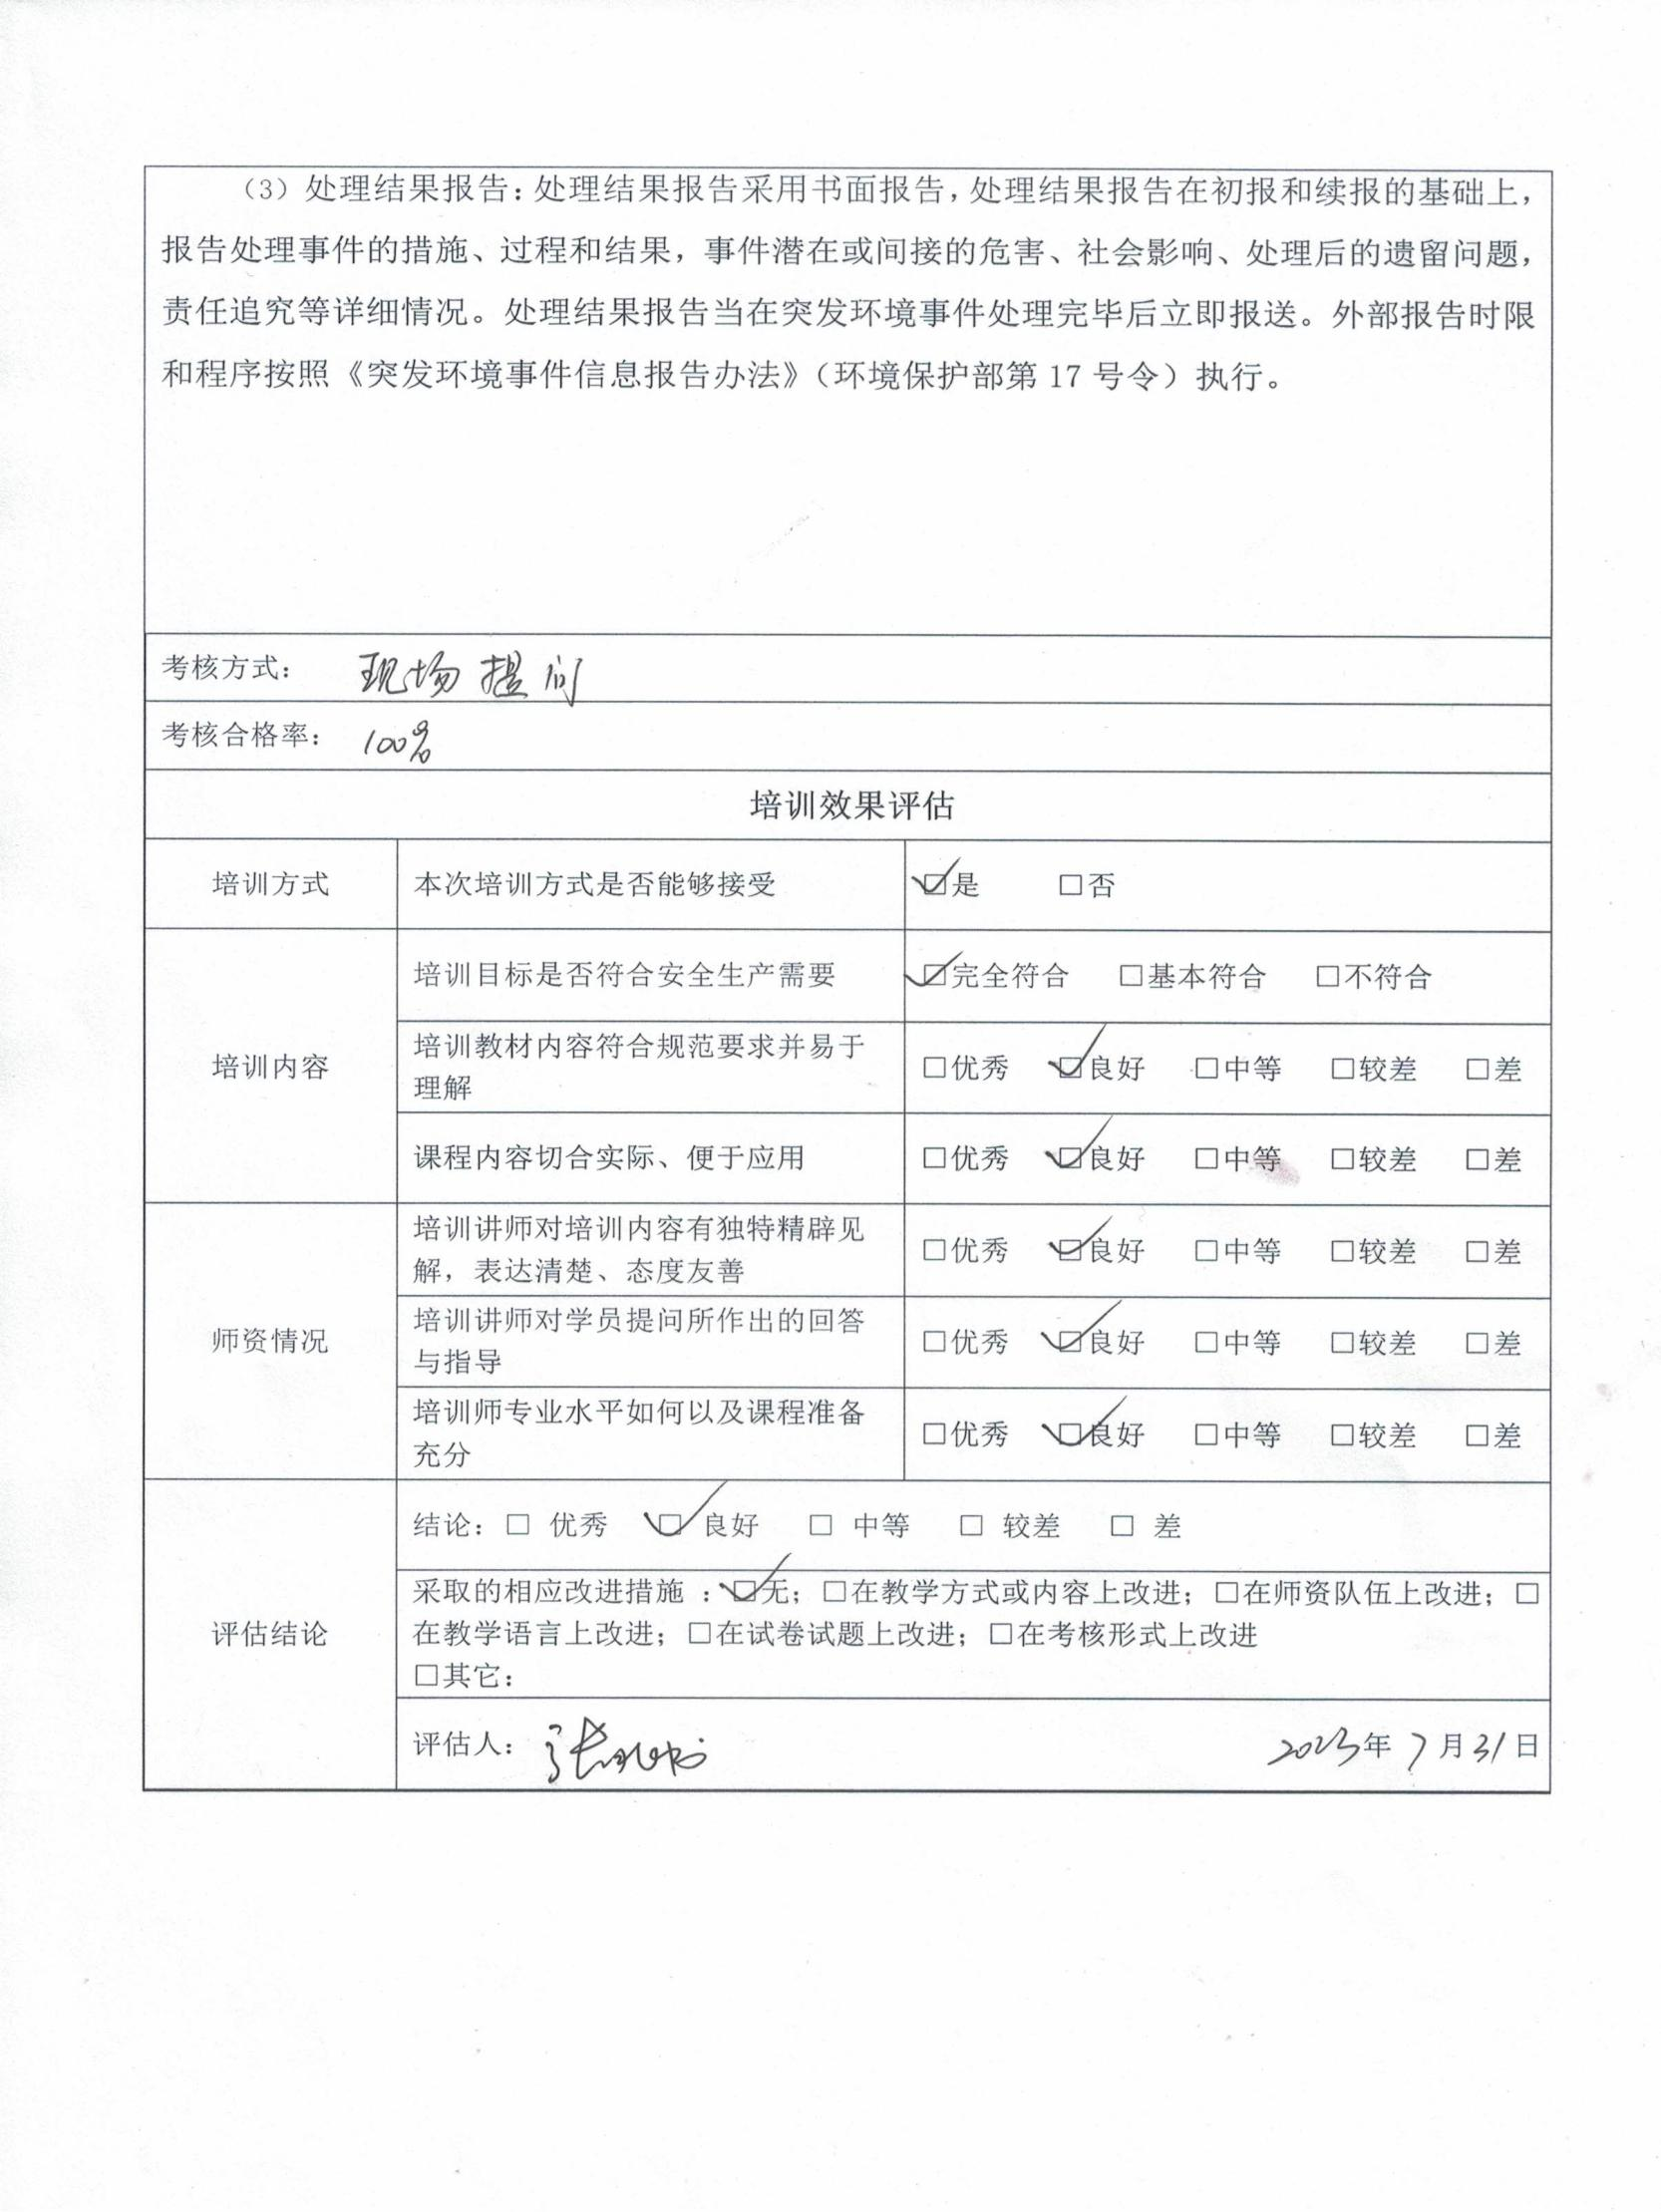 （3）处理结果报告：处理结果报告采用书面报告，处理结果报告在初报和续报的基础上，
报告处理事件的措施、过程和结果，事件潜在或间接的危害、社会影响、处理后的遗留问题，
责任追究等详细情况。处理结果报告当在突发环境事件处理完毕后立即报送。外部报告时限
和程序按照《突发环境事件信息报告办法》（环境保护部第 17 号令）执行。
考核方式： 现场提问
考核合格率： 100%
培训效果评估
培训方式 本次培训方式是否能够接受 ☑是 □否
培训内容
培训目标是否符合安全生产需要 ☑完全符合 □基本符合 □不符合
培训教材内容符合规范要求并易于
理解
□优秀 ☑良好 □中等 □较差 □差
课程内容切合实际、便于应用 □优秀 ☑良好 □中等 □较差 □差
师资情况
培训讲师对培训内容有独特精辟见
解，表达清楚、态度友善
□优秀 ☑良好 □中等 □较差 □差
培训讲师对学员提问所作出的回答
与指导
□优秀 ☑良好 □中等 □较差 □差
培训师专业水平如何以及课程准备
充分
□优秀 ☑良好 □中等 □较差 □差
评估结论
结论：□ 优秀 ☑ 良好 □ 中等 □ 较差 □ 差
采取的相应改进措施 ：☑无；□在教学方式或内容上改进；□在师资队伍上改进；□
在教学语言上改进；□在试卷试题上改进；□在考核形式上改进
□其它：
评估人： 张 2023年 7 月 31 日